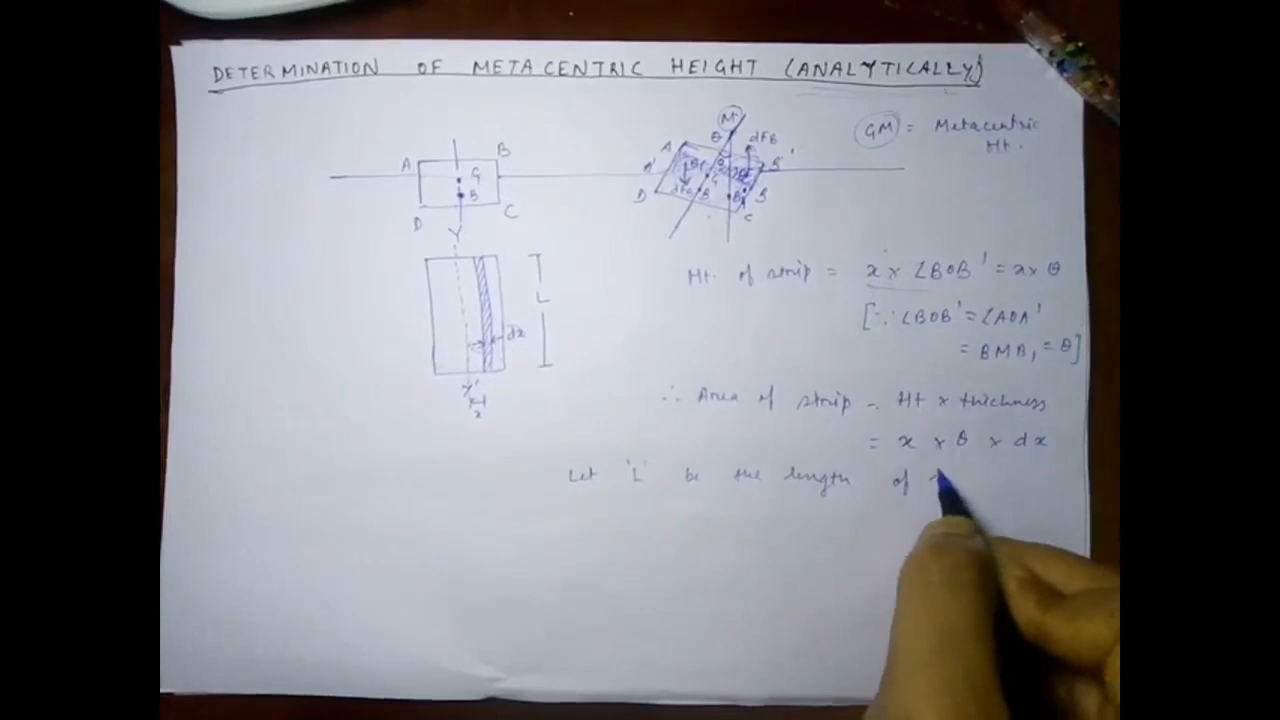 DETERMINATION OF METACENTRIC HEIGHT (ANALYTICALLY)
GM = Metacentric
Ht.
A B
G
B
D C
Y
L
dx
Y'
x
M
θ
dFB
A B'
A'
G
D B B
C
Ht. of strip = x × ∠BOB' = x × θ
[∵ ∠BOB' = ∠AOA'
= BMB₁ = θ]
∴ Area of strip = Ht × thickness
= x × θ × dx
Let 'L' be the length of